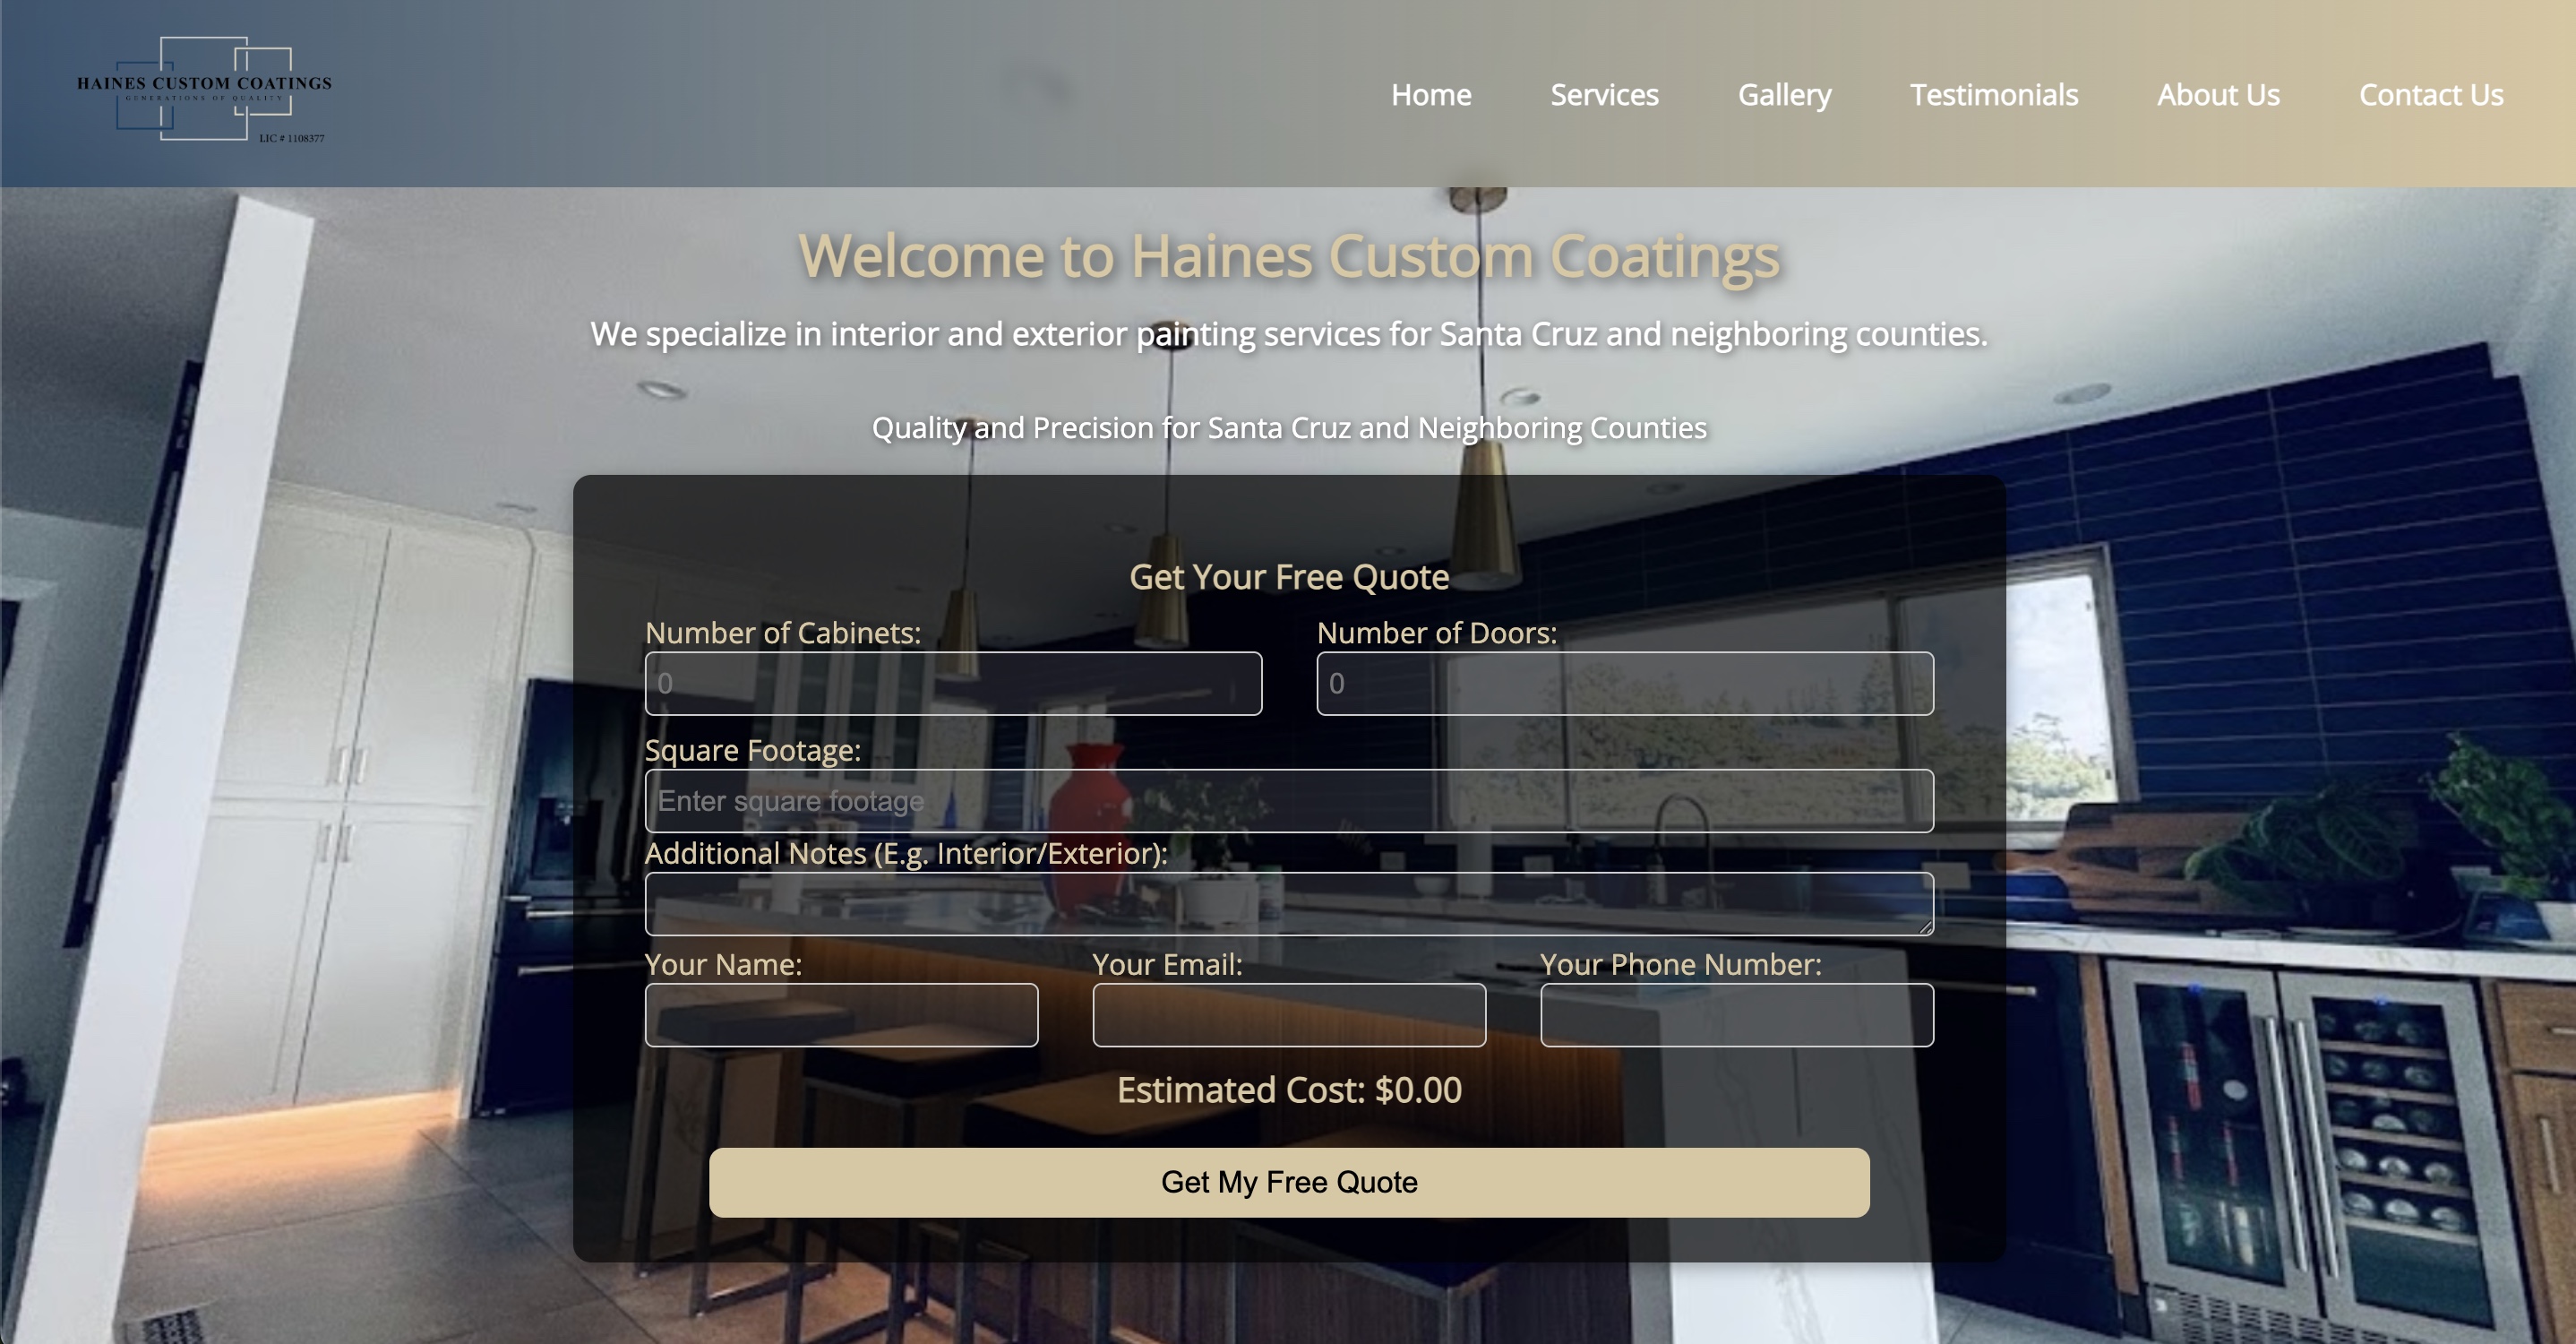 HAINES CUSTOM COATINGS
GENERATIONS OF QUALITY
LIC # 1108377
Home Services Gallery Testimonials About Us Contact Us
Welcome to Haines Custom Coatings
We specialize in interior and exterior painting services for Santa Cruz and neighboring counties.
Quality and Precision for Santa Cruz and Neighboring Counties
Get Your Free Quote
Number of Cabinets: Number of Doors:
0 0
Square Footage:
Enter square footage
Additional Notes (E.g. Interior/Exterior):
Your Name: Your Email: Your Phone Number:
Estimated Cost: $0.00
Get My Free Quote